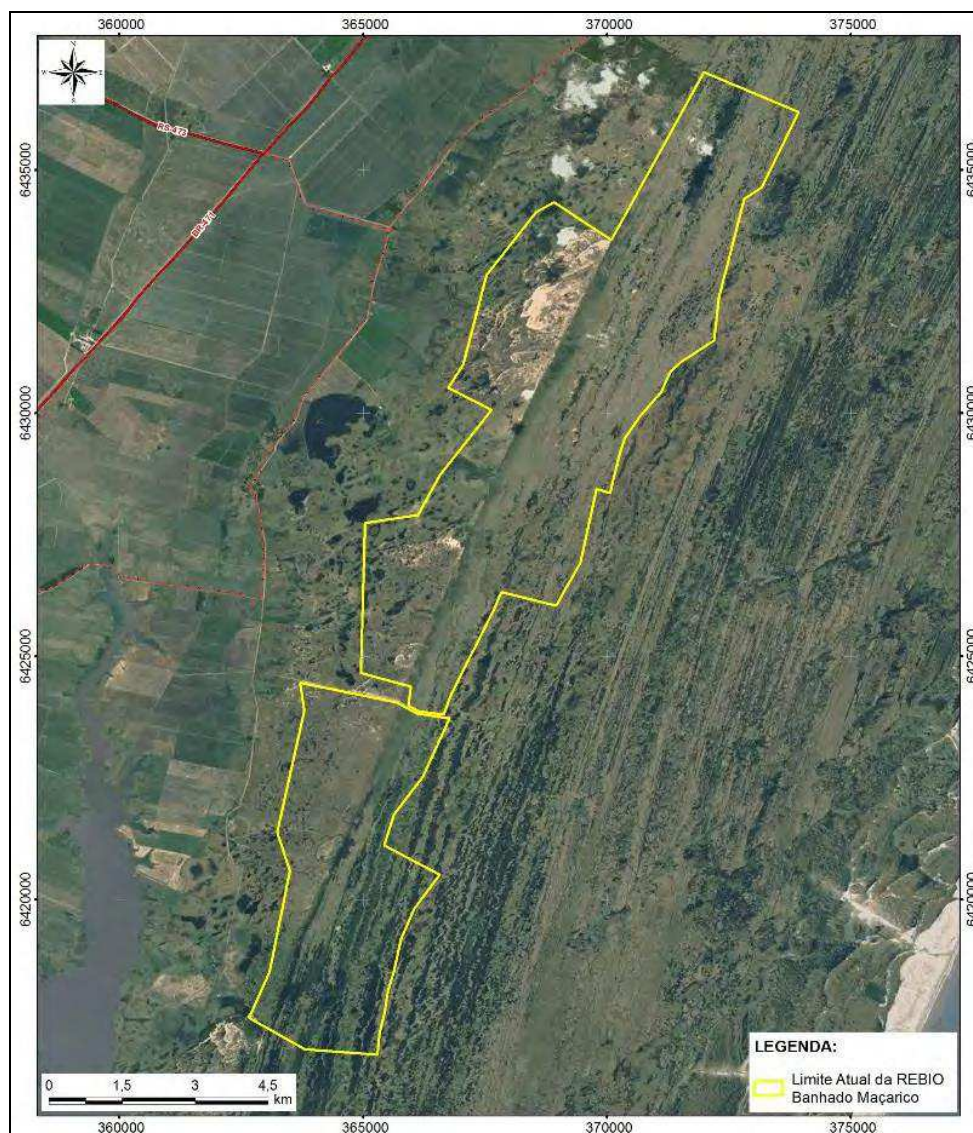 360000 365000 370000 375000
N
W E
S
RS-473
BR-471
6435000 6435000
6430000 6430000
6425000 6425000
6420000 6420000
LEGENDA:
Limite Atual da REBIO
Banhado Maçarico
0 1,5 3 4,5
km
360000 365000 370000 375000